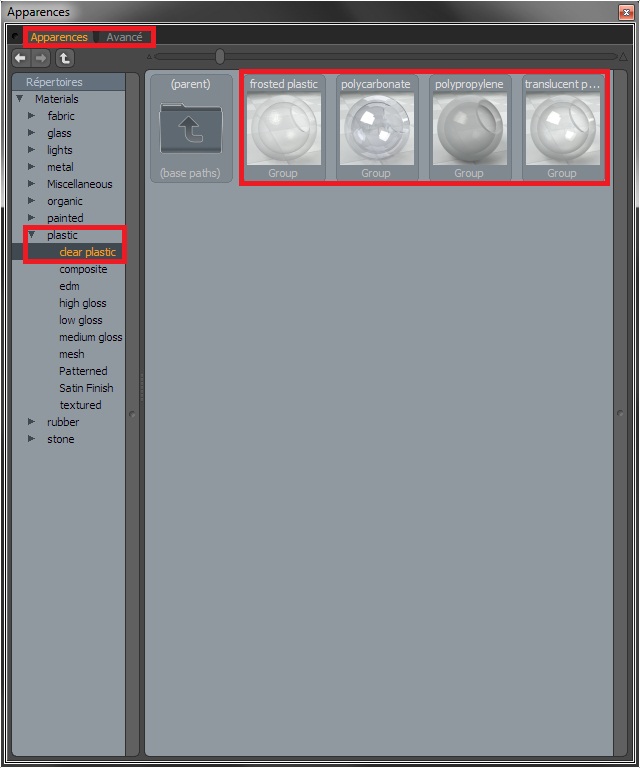 Apparences
Apparences Avancé
Répertoires
Materials
fabric
glass
lights
metal
Miscellaneous
organic
painted
plastic
clear plastic
composite
edm
high gloss
low gloss
medium gloss
mesh
Patterned
Satin Finish
textured
rubber
stone
(parent)
(base paths)
frosted plastic
Group
polycarbonate
Group
polypropylene
Group
translucent p...
Group